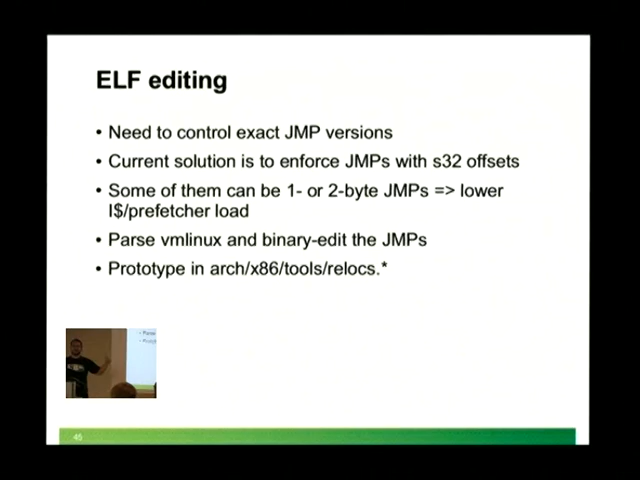 ELF editing
• Need to control exact JMP versions
• Current solution is to enforce JMPs with s32 offsets
• Some of them can be 1- or 2-byte JMPs => lower
I$/prefetcher load
• Parse vmlinux and binary-edit the JMPs
• Prototype in arch/x86/tools/relocs.*
45